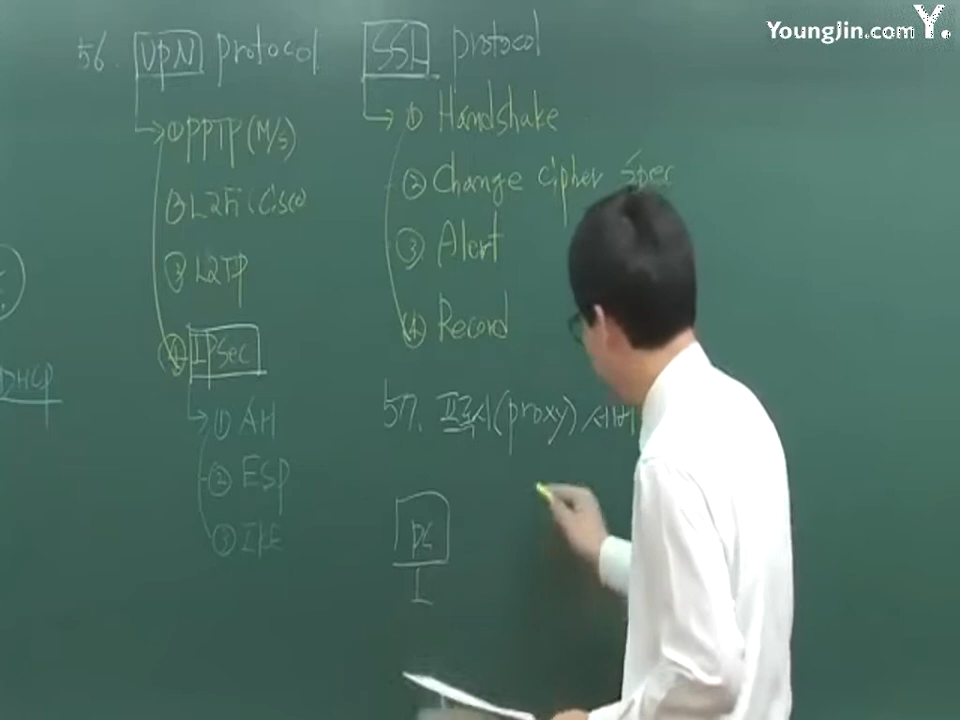 YoungJin.com Y.
56. VPN protocol
① PPTP (M/S)
② L2F (Cisco
③ L2TP
④ IPSec
① AH
② ESP
③ IKE
SSL protocol
① Handshake
② Change Cipher Spec
③ Alert
④ Record
57. 프록시(proxy) 서버
PC
DHCP